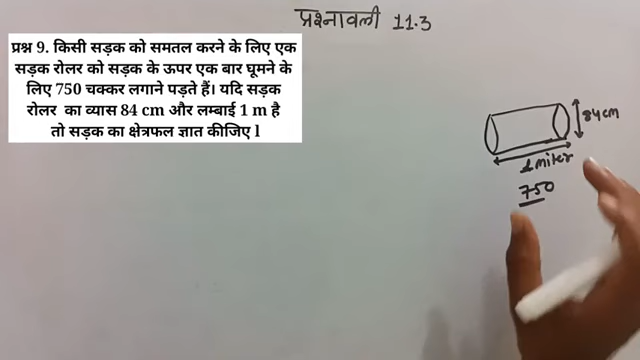 प्रश्नावली 11.3
प्रश्न 9. किसी सड़क को समतल करने के लिए एक
सड़क रोलर को सड़क के ऊपर एक बार घूमने के
लिए 750 चक्कर लगाने पड़ते हैं। यदि सड़क
रोलर का व्यास 84 cm और लम्बाई 1 m है
तो सड़क का क्षेत्रफल ज्ञात कीजिए l
84cm
1 miter
750